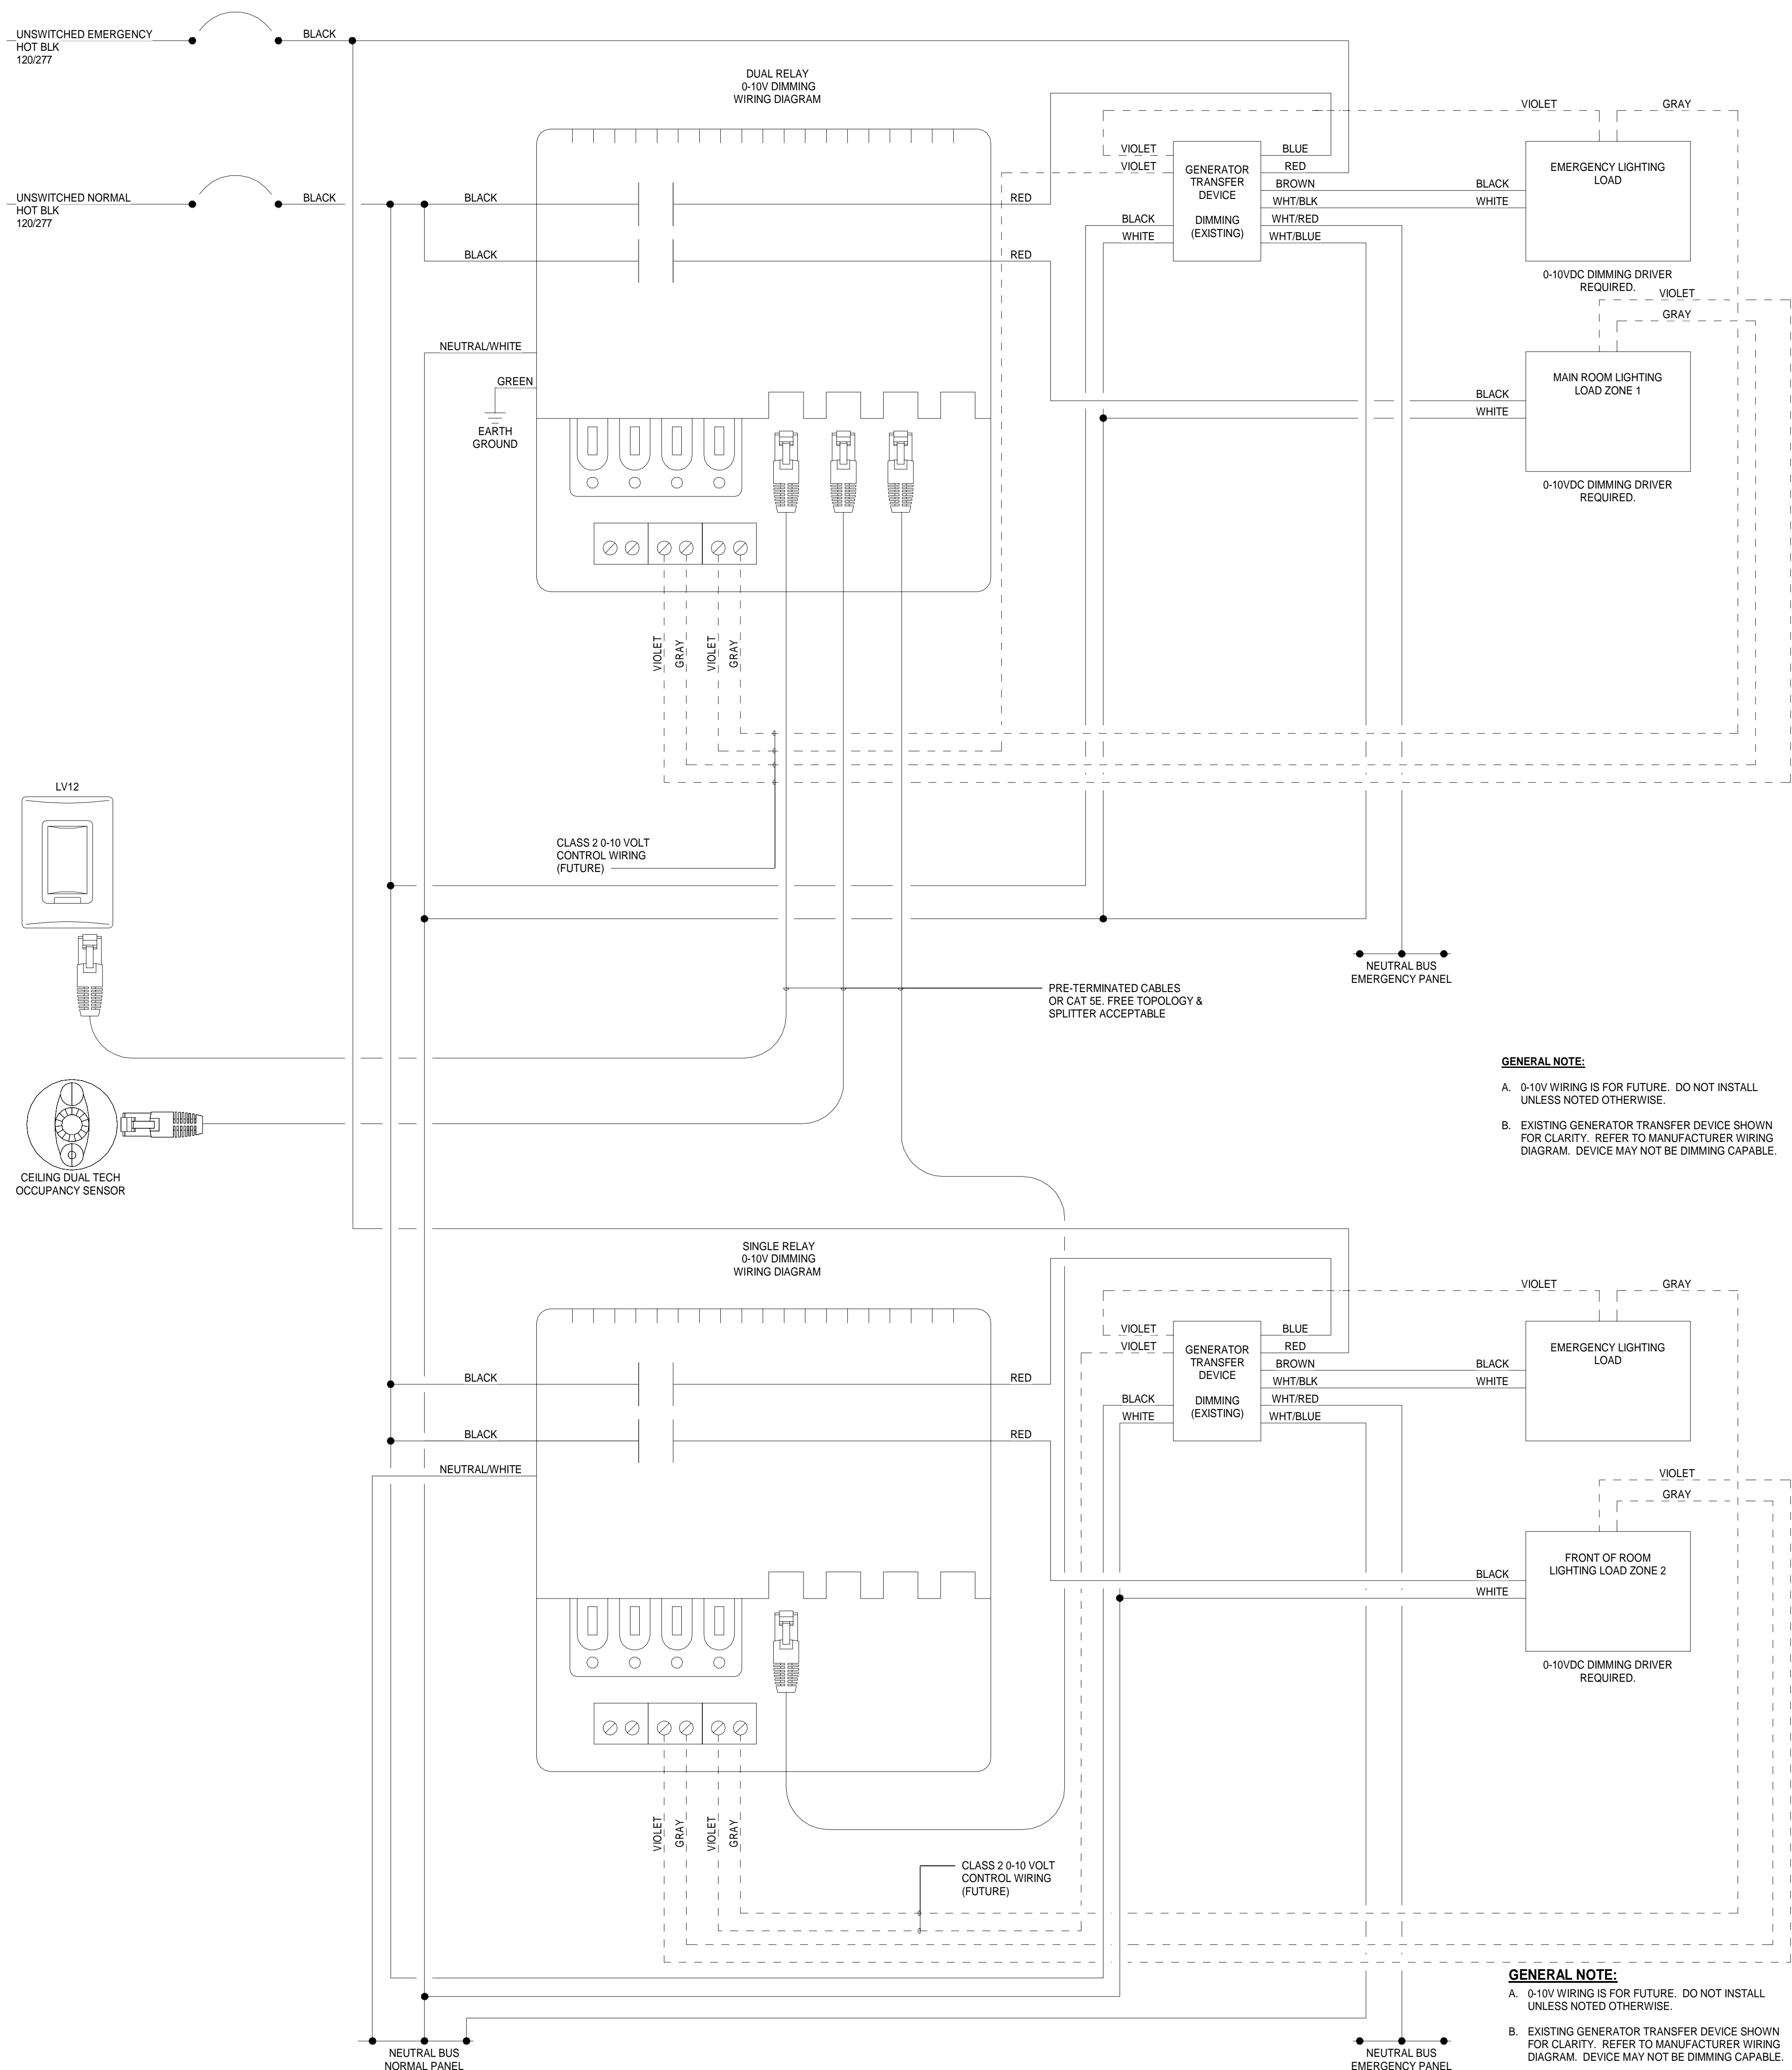 UNSWITCHED EMERGENCY
HOT BLK
120/277
BLACK
DUAL RELAY
0-10V DIMMING
WIRING DIAGRAM
UNSWITCHED NORMAL
HOT BLK
120/277
BLACK
BLACK
BLACK
RED
RED
NEUTRAL/WHITE
GREEN
EARTH
GROUND
VIOLET
VIOLET
BLACK
WHITE
GENERATOR
TRANSFER
DEVICE
DIMMING
(EXISTING)
BLUE
RED
BROWN
WHT/BLK
WHT/RED
WHT/BLUE
VIOLET
GRAY
BLACK
WHITE
EMERGENCY LIGHTING
LOAD
0-10VDC DIMMING DRIVER
REQUIRED.
VIOLET
GRAY
BLACK
WHITE
MAIN ROOM LIGHTING
LOAD ZONE 1
0-10VDC DIMMING DRIVER
REQUIRED.
VIOLET
GRAY
VIOLET
GRAY
LV12
CLASS 2 0-10 VOLT
CONTROL WIRING
(FUTURE)
NEUTRAL BUS
EMERGENCY PANEL
PRE-TERMINATED CABLES
OR CAT 5E. FREE TOPOLOGY &
SPLITTER ACCEPTABLE
CEILING DUAL TECH
OCCUPANCY SENSOR
GENERAL NOTE:
A. 0-10V WIRING IS FOR FUTURE. DO NOT INSTALL
UNLESS NOTED OTHERWISE.
B. EXISTING GENERATOR TRANSFER DEVICE SHOWN
FOR CLARITY. REFER TO MANUFACTURER WIRING
DIAGRAM. DEVICE MAY NOT BE DIMMING CAPABLE.
SINGLE RELAY
0-10V DIMMING
WIRING DIAGRAM
BLACK
BLACK
RED
RED
NEUTRAL/WHITE
VIOLET
VIOLET
BLACK
WHITE
GENERATOR
TRANSFER
DEVICE
DIMMING
(EXISTING)
BLUE
RED
BROWN
WHT/BLK
WHT/RED
WHT/BLUE
VIOLET
GRAY
BLACK
WHITE
EMERGENCY LIGHTING
LOAD
VIOLET
GRAY
BLACK
WHITE
FRONT OF ROOM
LIGHTING LOAD ZONE 2
0-10VDC DIMMING DRIVER
REQUIRED.
VIOLET
GRAY
VIOLET
GRAY
CLASS 2 0-10 VOLT
CONTROL WIRING
(FUTURE)
NEUTRAL BUS
NORMAL PANEL
NEUTRAL BUS
EMERGENCY PANEL
GENERAL NOTE:
A. 0-10V WIRING IS FOR FUTURE. DO NOT INSTALL
UNLESS NOTED OTHERWISE.
B. EXISTING GENERATOR TRANSFER DEVICE SHOWN
FOR CLARITY. REFER TO MANUFACTURER WIRING
DIAGRAM. DEVICE MAY NOT BE DIMMING CAPABLE.